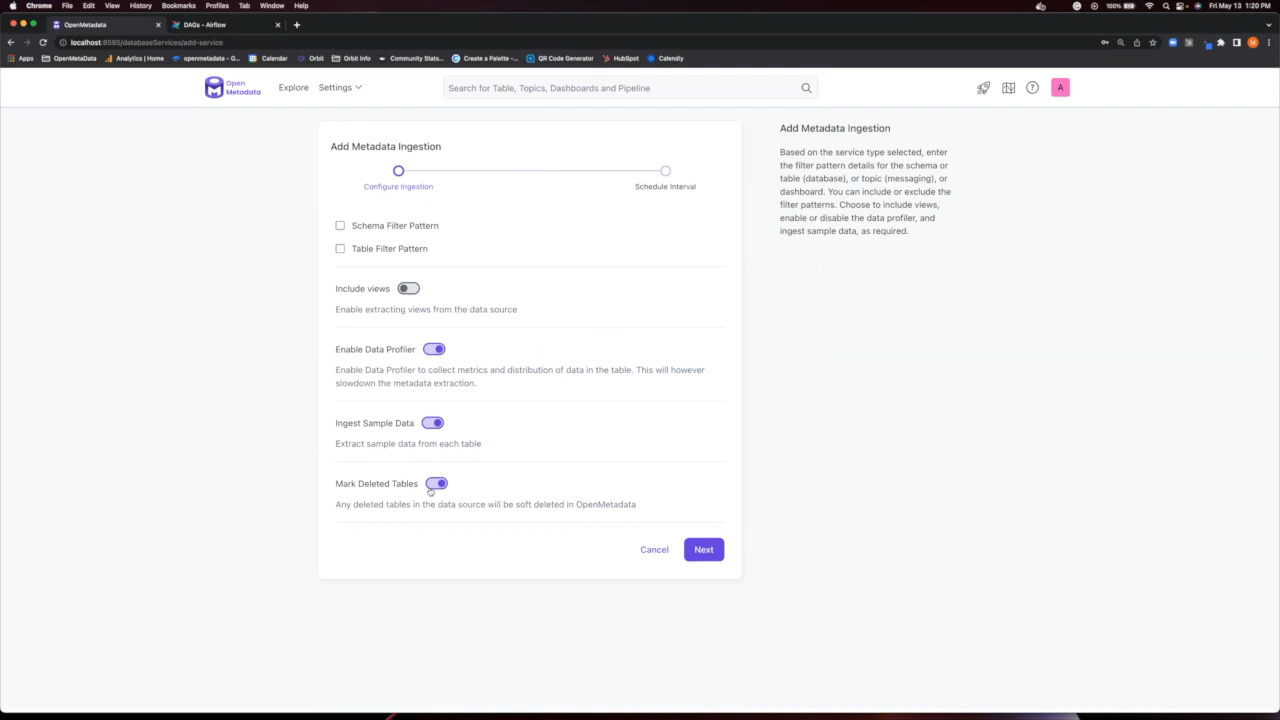 Chrome File Edit View History Bookmarks Profiles Tab Window Help 100% Fri May 13 1:20 PM
OpenMetadata DAGs - Airflow
localhost:8585/databaseServices/add-service
Apps OpenMetaData Analytics | Home openmetadata - G... Calendar Orbit Orbit Info Community Stats... Create a Palette -... QR Code Generator HubSpot Calendly
Open Metadata Explore Settings Search for Table, Topics, Dashboards and Pipeline A
Add Metadata Ingestion
Configure Ingestion Schedule Interval
Schema Filter Pattern
Table Filter Pattern
Include views
Enable extracting views from the data source
Enable Data Profiler
Enable Data Profiler to collect metrics and distribution of data in the table. This will however
slowdown the metadata extraction.
Ingest Sample Data
Extract sample data from each table
Mark Deleted Tables
Any deleted tables in the data source will be soft deleted in OpenMetadata
Cancel Next
Add Metadata Ingestion
Based on the service type selected, enter
the filter pattern details for the schema or
table (database), or topic (messaging), or
dashboard. You can include or exclude the
filter patterns. Choose to include views,
enable or disable the data profiler, and
ingest sample data, as required.